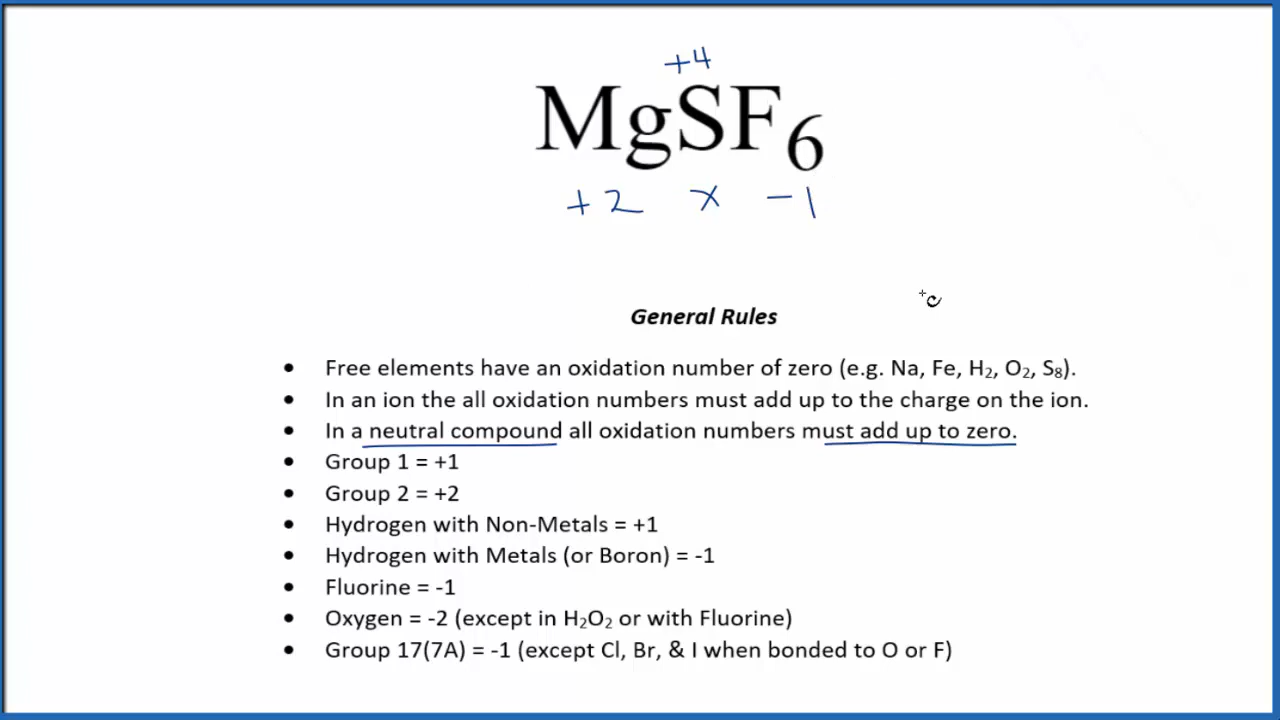 +4
MgSF₆
+2 x -1
General Rules
• Free elements have an oxidation number of zero (e.g. Na, Fe, H₂, O₂, S₈).
• In an ion the all oxidation numbers must add up to the charge on the ion.
• In a neutral compound all oxidation numbers must add up to zero.
• Group 1 = +1
• Group 2 = +2
• Hydrogen with Non-Metals = +1
• Hydrogen with Metals (or Boron) = -1
• Fluorine = -1
• Oxygen = -2 (except in H₂O₂ or with Fluorine)
• Group 17(7A) = -1 (except Cl, Br, & I when bonded to O or F)